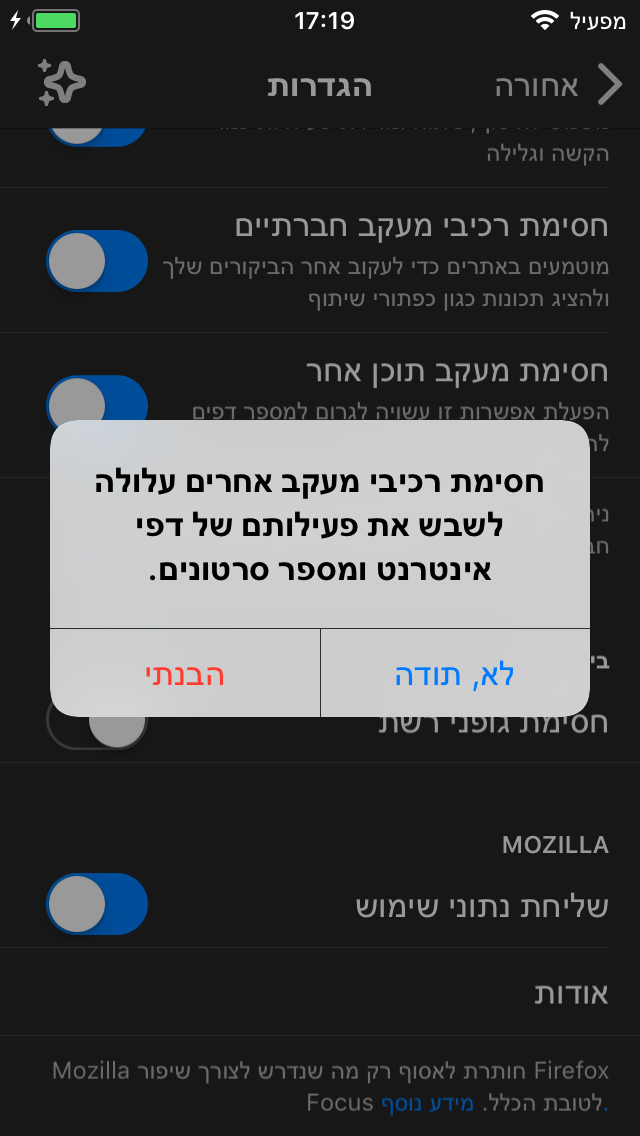 מפעיל 17:19
אחורה הגדרות
הקשה וגלילה
חסימת רכיבי מעקב חברתיים
מוטמעים באתרים כדי לעקוב אחר הביקורים שלך
ולהציג תכונות כגון כפתורי שיתוף
חסימת מעקב תוכן אחר
הפעלת אפשרות זו עשויה לגרום למספר דפים
חסימת רכיבי מעקב אחרים עלולה
לשבש את פעילותם של דפי
אינטרנט ומספר סרטונים.
לא, תודה הבנתי
חסימת גופני רשת
MOZILLA
שליחת נתוני שימוש
אודות
Firefox חותרת לאסוף רק מה שנדרש לצורך שיפור Mozilla
.לטובת הכלל. מידע נוסף Focus